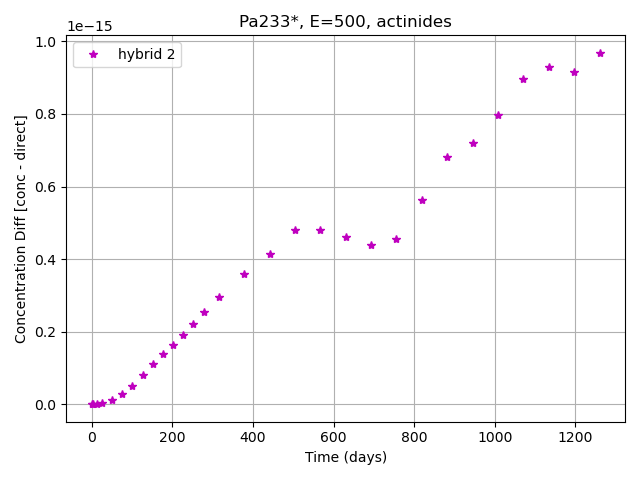 Pa233*, E=500, actinides
1e−15
hybrid 2
1.0
0.8
0.6
0.4
0.2
0.0
Concentration Diff [conc - direct]
0 200 400 600 800 1000 1200
Time (days)